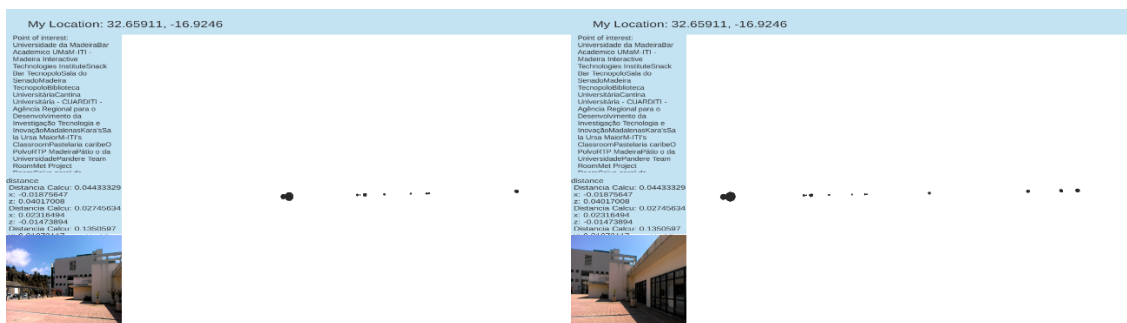 My Location: 32.65911, -16.9246
Point of interest:
Universidade da MadeiraBar
Academico UMaM-ITI -
Madeira Interactive
Technologies InstituteSnack
Bar TecnopoloSala do
SenadoMadeira
TecnopoloBiblioteca
UniversitáriaCantina
Universitária - CUARDITI -
Agência Regional para o
Desenvolvimento da
Investigação Tecnologia e
InovaçãoMadalenasKara'sSa
la Ursa MaiorM-ITI's
ClassroomPastelaria caribeO
PolvoRTP MadeiraPátio o da
UniversidadePandere Team
RoomMet Project
distance
Distancia Calcu: 0.04433329
x: -0.01875647
z: 0.04017008
Distancia Calcu: 0.02745634
x: 0.02316494
z: -0.01473894
Distancia Calcu: 0.1350597
My Location: 32.65911, -16.9246
Point of interest:
Universidade da MadeiraBar
Academico UMaM-ITI -
Madeira Interactive
Technologies InstituteSnack
Bar TecnopoloSala do
SenadoMadeira
TecnopoloBiblioteca
UniversitáriaCantina
Universitária - CUARDITI -
Agência Regional para o
Desenvolvimento da
Investigação Tecnologia e
InovaçãoMadalenasKara'sSa
la Ursa MaiorM-ITI's
ClassroomPastelaria caribeO
PolvoRTP MadeiraPátio o da
UniversidadePandere Team
RoomMet Project
distance
Distancia Calcu: 0.04433329
x: -0.01875647
z: 0.04017008
Distancia Calcu: 0.02745634
x: 0.02316494
z: -0.01473894
Distancia Calcu: 0.1350597